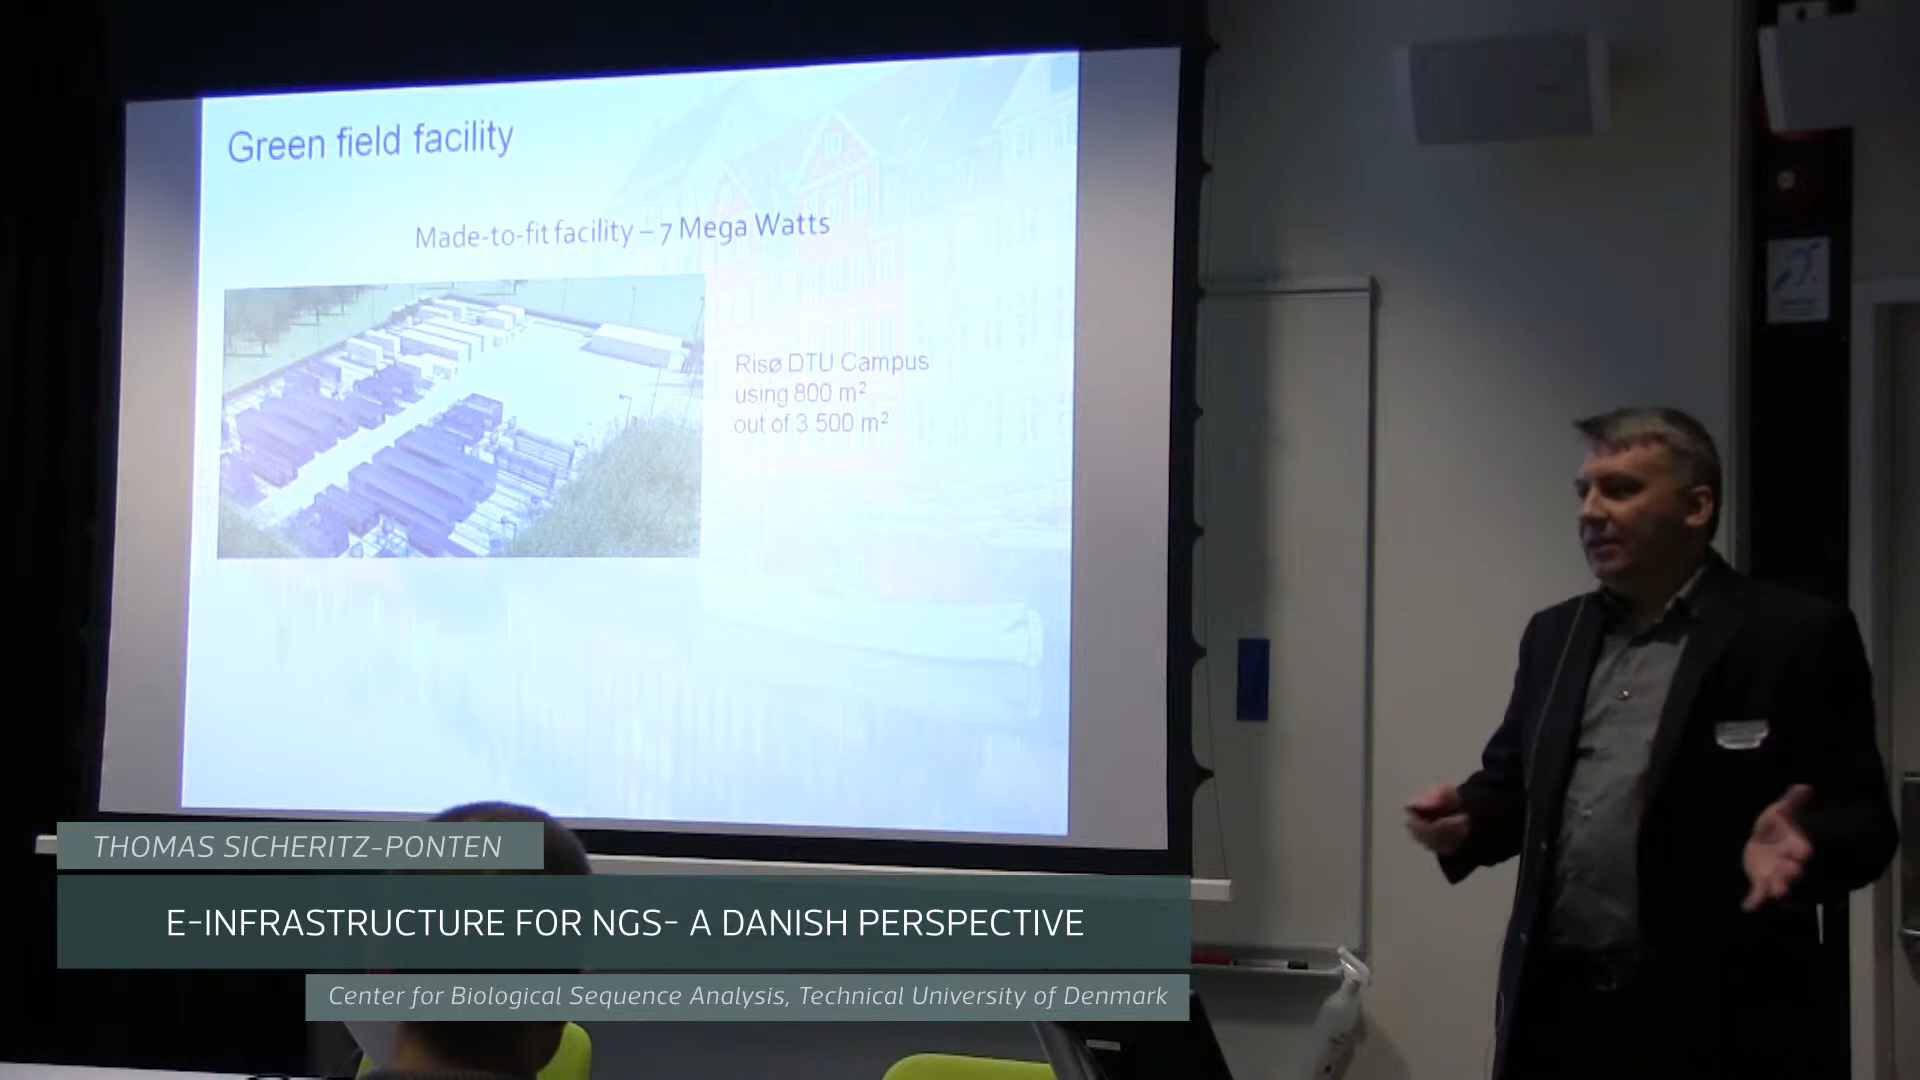 Green field facility
Made-to-fit facility – 7 Mega Watts
Risø DTU Campus
using 800 m²
out of 3 500 m²
THOMAS SICHERITZ-PONTEN
E-INFRASTRUCTURE FOR NGS- A DANISH PERSPECTIVE
Center for Biological Sequence Analysis, Technical University of Denmark